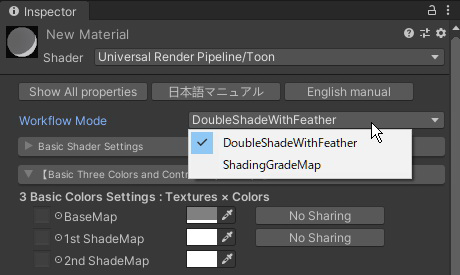 Inspector
New Material
Shader Universal Render Pipeline/Toon
Show All properties 日本語マニュアル English manual
Workflow Mode DoubleShadeWithFeather
DoubleShadeWithFeather
Basic Shader Settings
ShadingGradeMap
【Basic Three Colors and Contr
3 Basic Colors Settings : Textures × Colors
BaseMap No Sharing
1st ShadeMap No Sharing
2nd ShadeMap